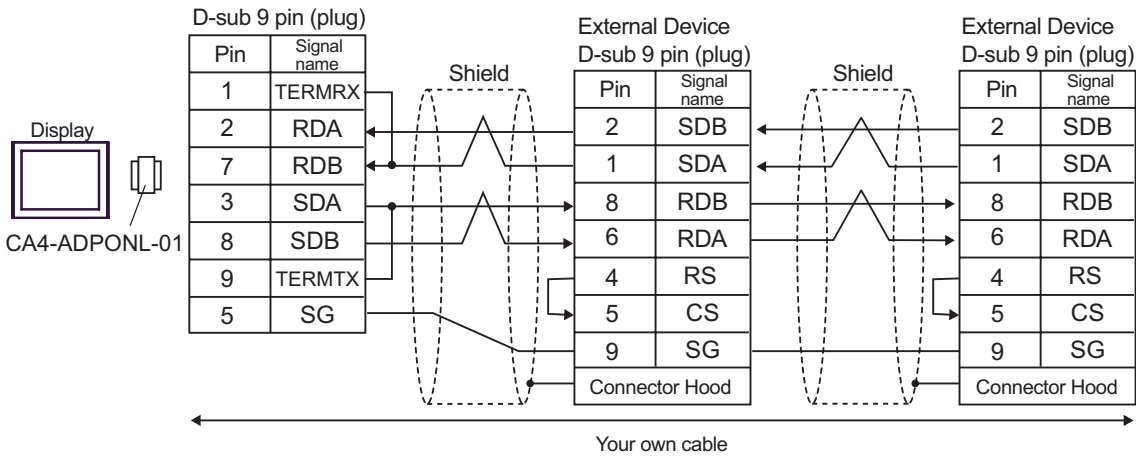 D-sub 9 pin (plug)
Pin Signal name
1 TERMRX
2 RDA
7 RDB
3 SDA
8 SDB
9 TERMTX
5 SG
Display
CA4-ADPONL-01
Shield
External Device
D-sub 9 pin (plug)
Pin Signal name
2 SDB
1 SDA
8 RDB
6 RDA
4 RS
5 CS
9 SG
Connector Hood
Shield
External Device
D-sub 9 pin (plug)
Pin Signal name
2 SDB
1 SDA
8 RDB
6 RDA
4 RS
5 CS
9 SG
Connector Hood
Your own cable